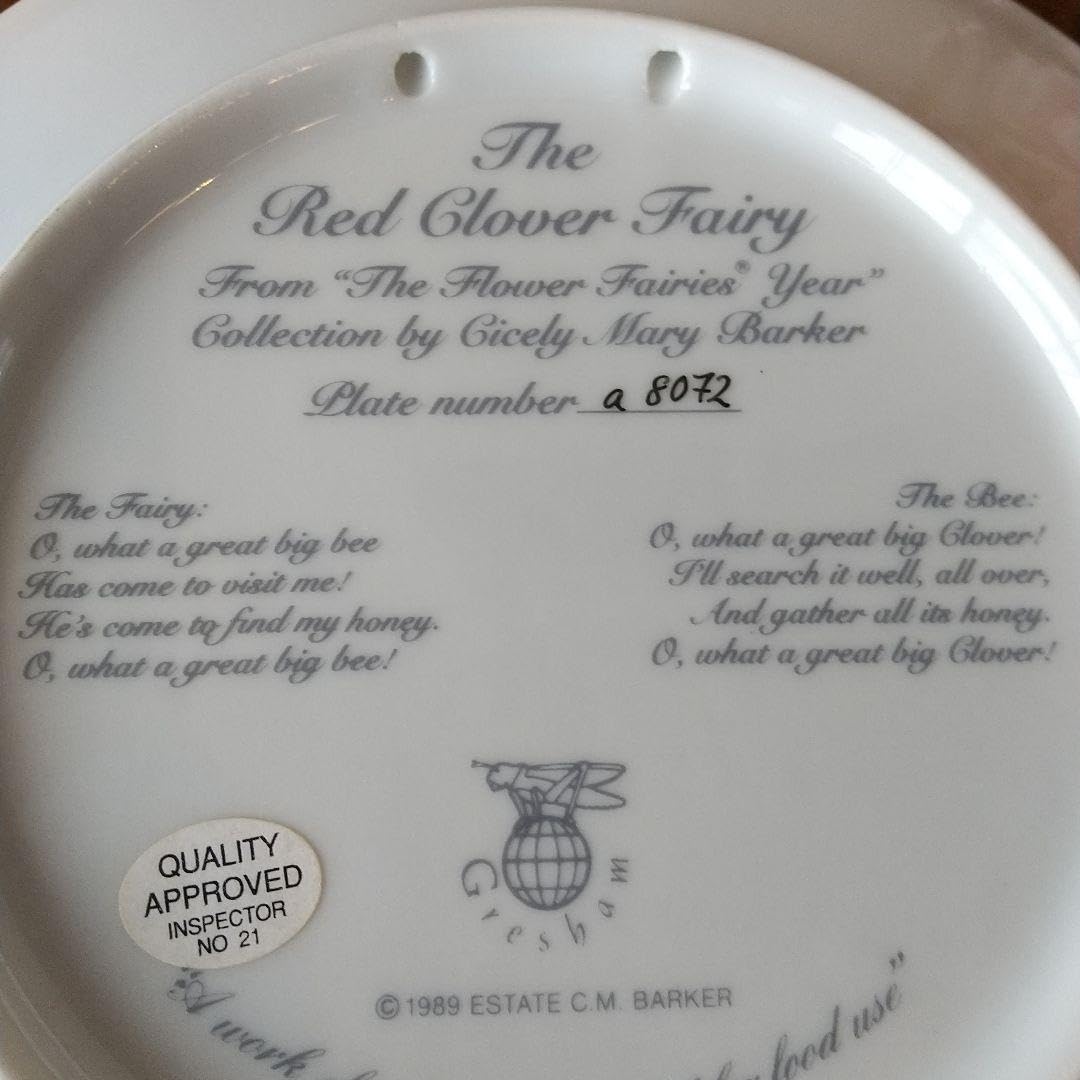 The
Red Clover Fairy
From “The Flower Fairies® Year”
Collection by Cicely Mary Barker
Plate number a 8072
The Fairy:
O, what a great big bee
Has come to visit me!
He's come to find my honey.
O, what a great big bee!
The Bee:
O, what a great big Clover!
I'll search it well, all over,
And gather all its honey.
O, what a great big Clover!
Gresham
QUALITY
APPROVED
INSPECTOR
NO 21
© 1989 ESTATE C.M. BARKER
"A work food use"